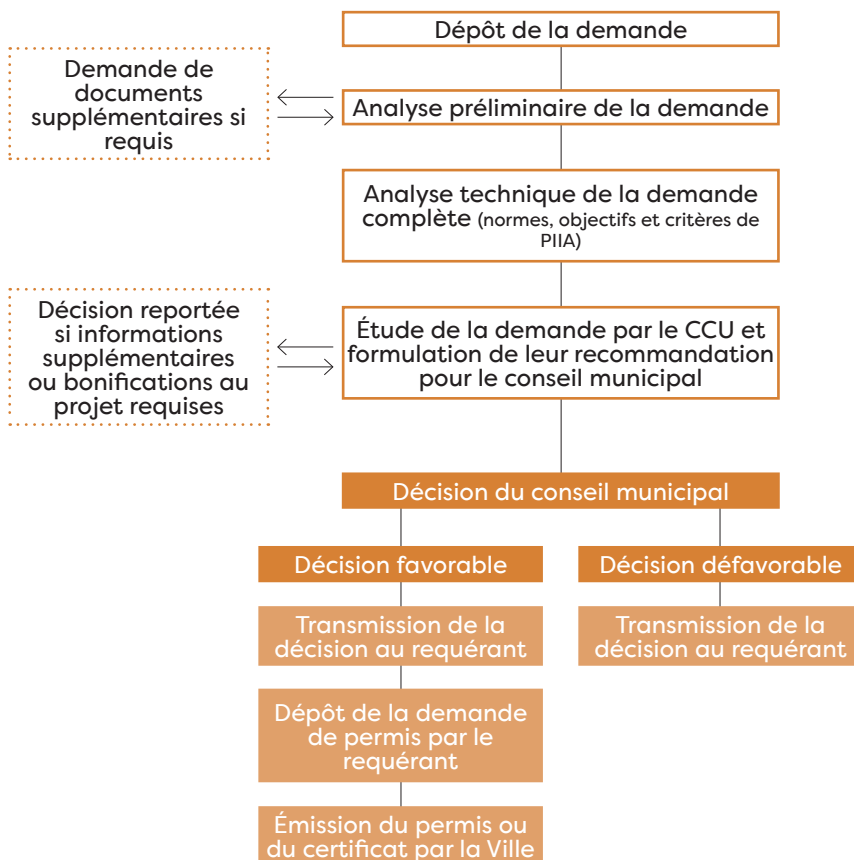 Dépôt de la demande
Demande de
documents
supplémentaires si
requis
Analyse préliminaire de la demande
Analyse technique de la demande
complète (normes, objectifs et critères de
PIIA)
Décision reportée
si informations
supplémentaires
ou bonifications au
projet requises
Étude de la demande par le CCU et
formulation de leur recommandation
pour le conseil municipal
Décision du conseil municipal
Décision favorable
Décision défavorable
Transmission de la
décision au requérant
Transmission de la
décision au requérant
Dépôt de la demande
de permis par le
requérant
Émission du permis ou
du certificat par la Ville